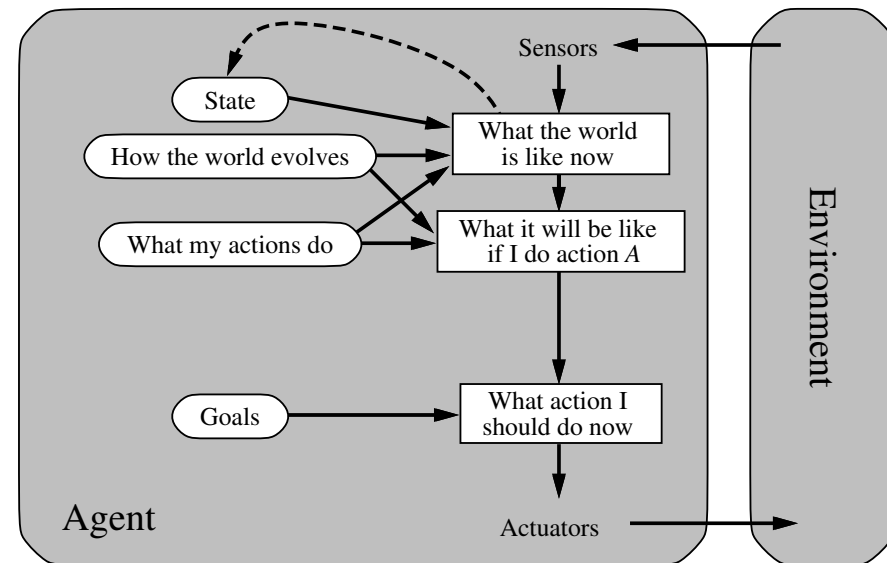 Sensors
State
What the world
is like now
How the world evolves
What it will be like
if I do action A
What my actions do
Environment
What action I
should do now
Goals
Agent
Actuators